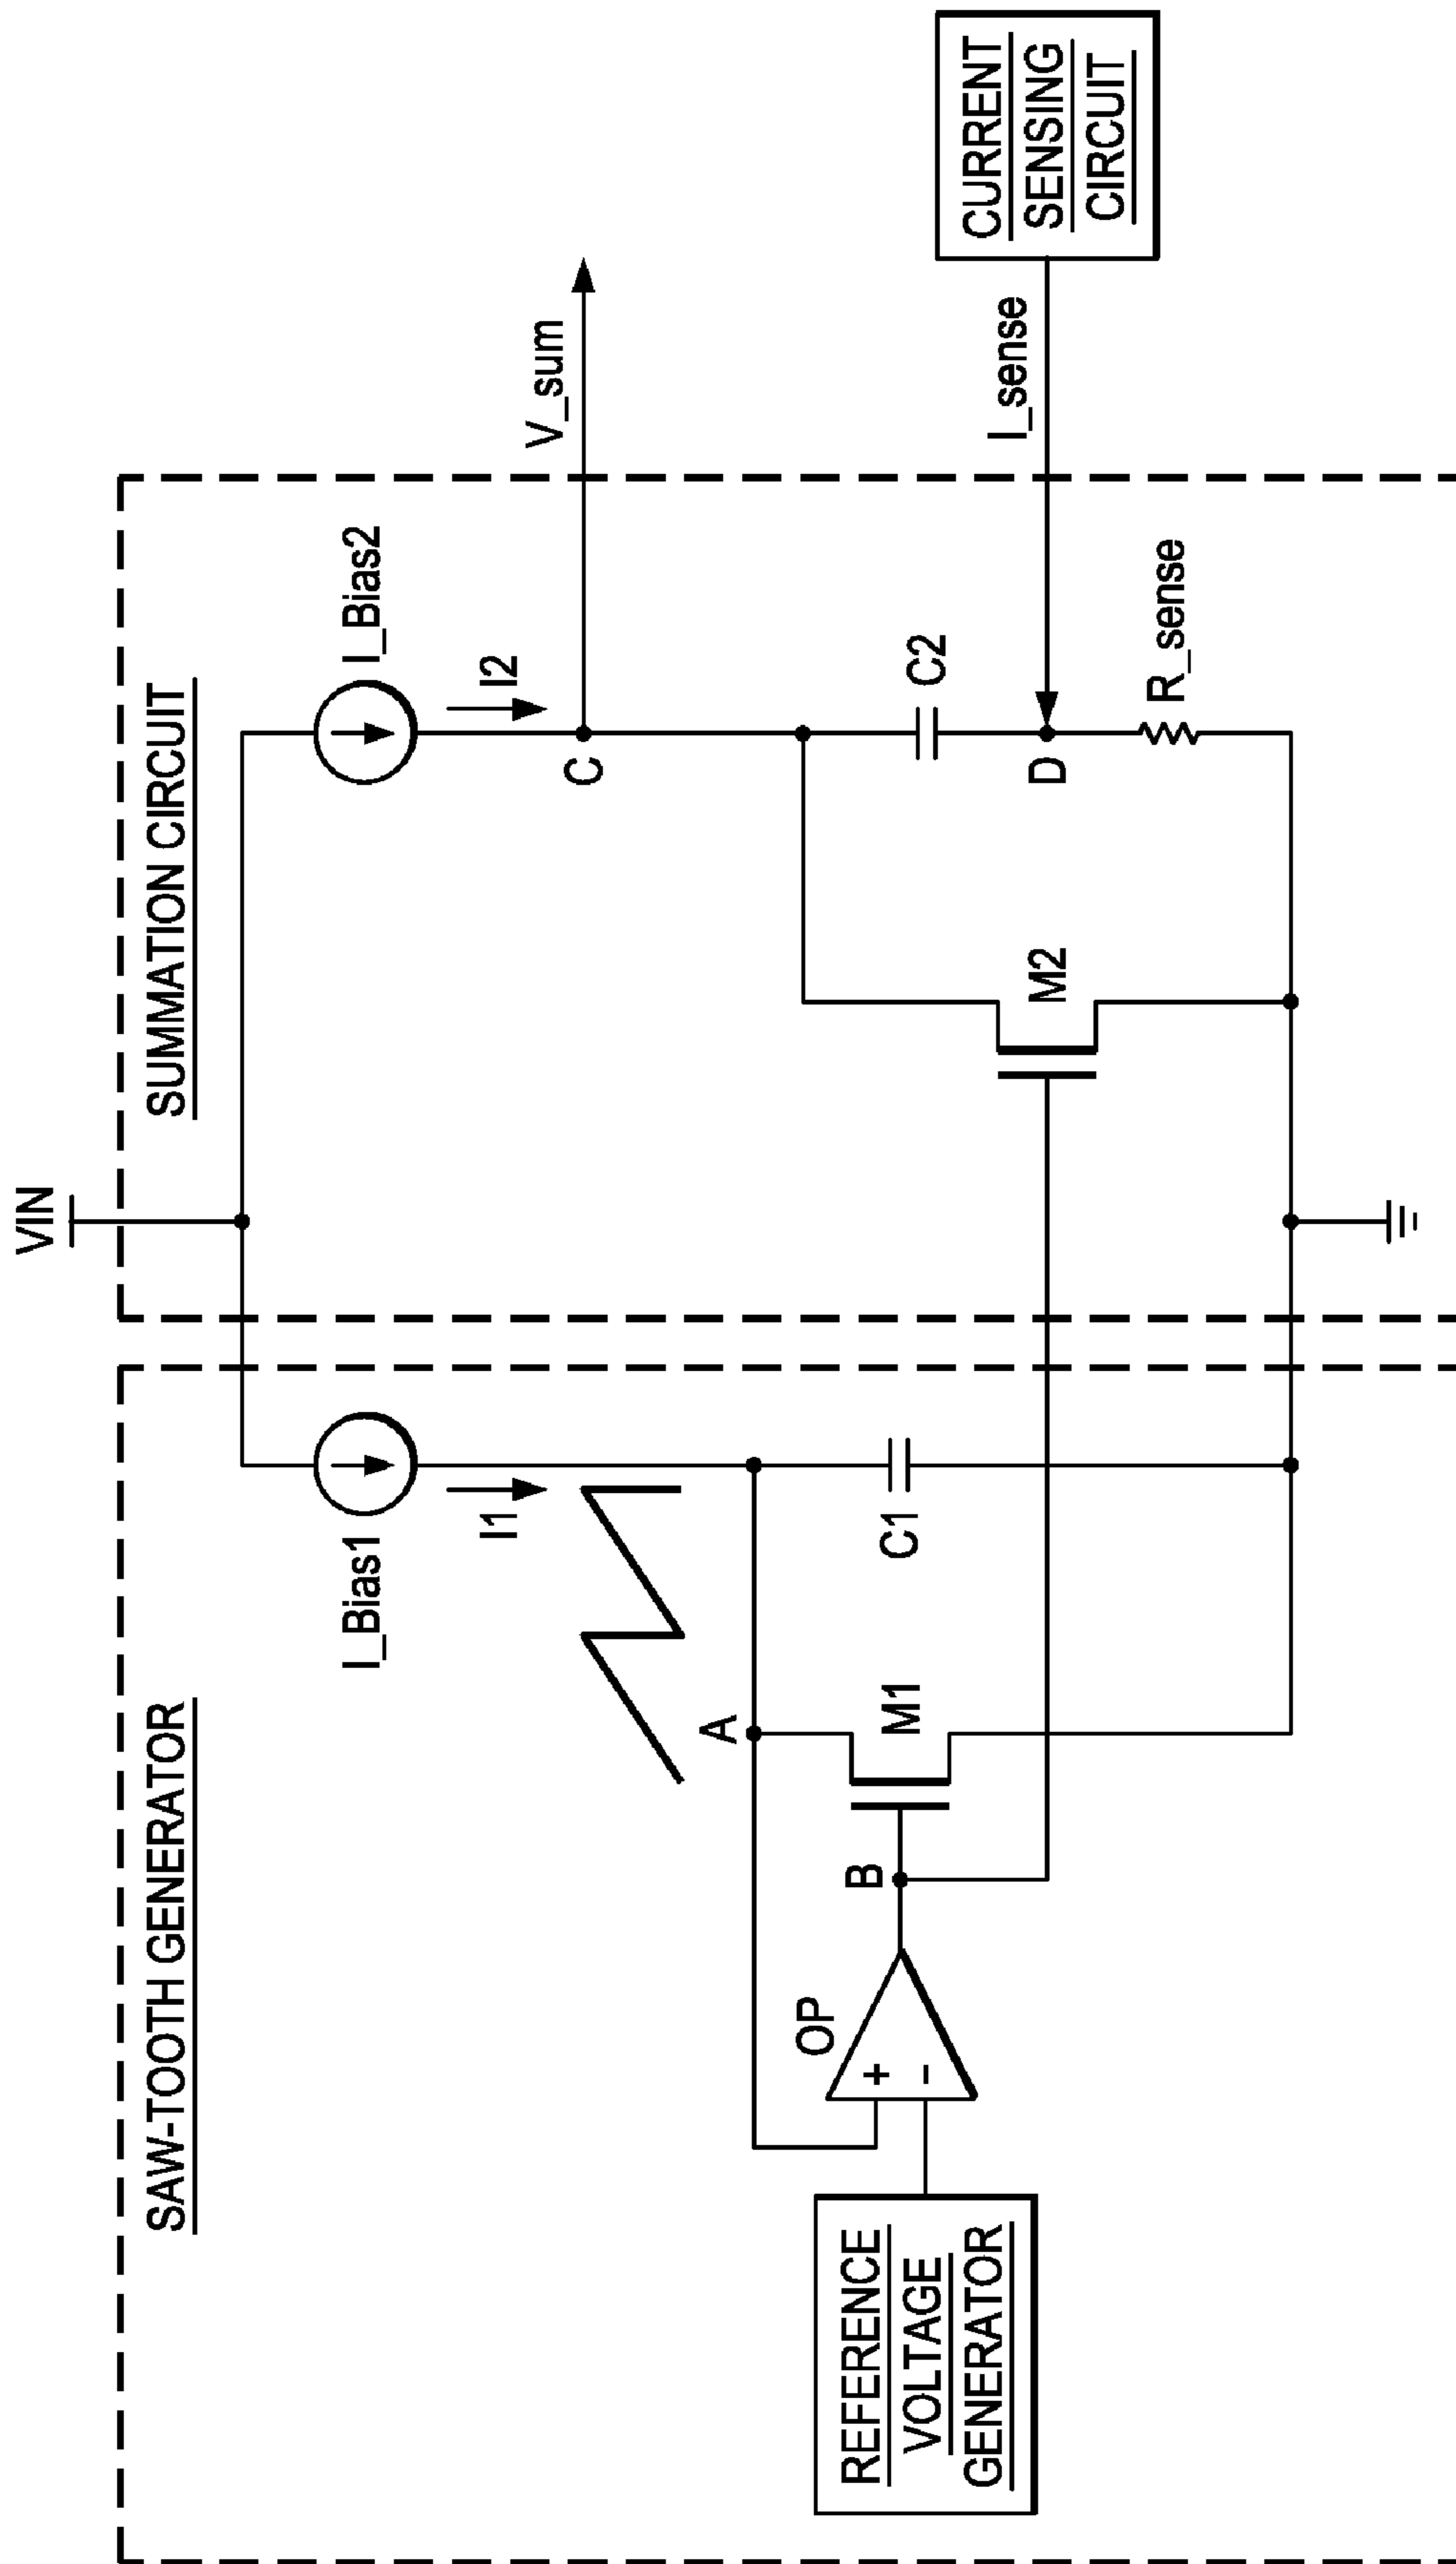 VIN
SAW-TOOTH GENERATOR
SUMMATION CIRCUIT
I_Bias1
I_Bias2
I1
I2
V_sum
C
A
REFERENCE
VOLTAGE
GENERATOR
OP
+
-
B
M1
C1
M2
C2
D
R_sense
I_sense
CURRENT
SENSING
CIRCUIT